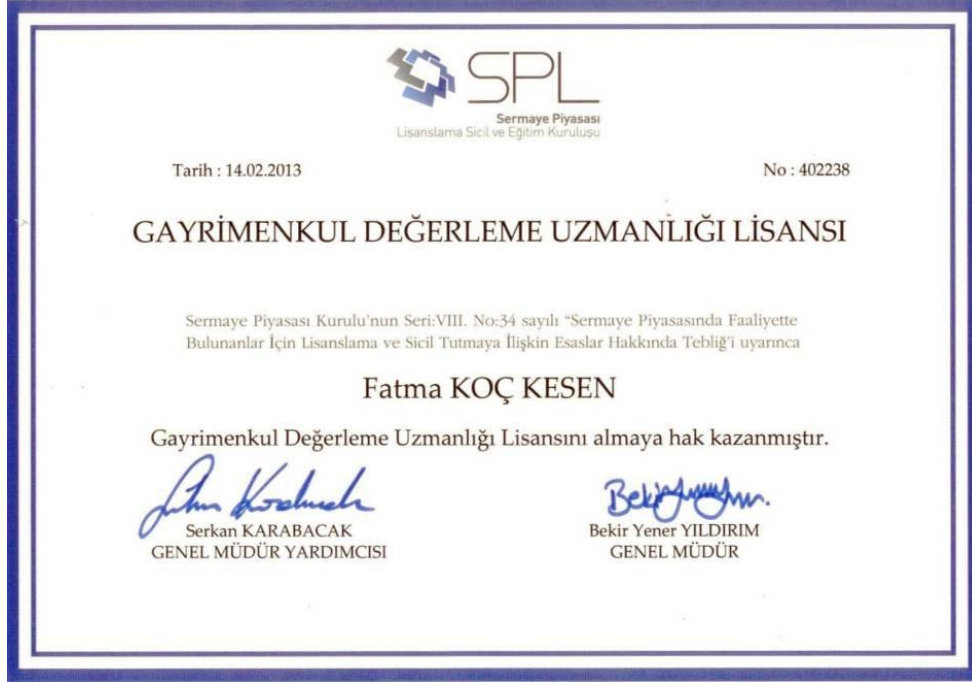 SPL
Sermaye Piyasası
Lisanslama Sicil ve Eğitim Kuruluşu
Tarih : 14.02.2013 No : 402238
GAYRİMENKUL DEĞERLEME UZMANLIĞI LİSANSI
Sermaye Piyasası Kurulu'nun Seri:VIII. No:34 sayılı “Sermaye Piyasasında Faaliyette
Bulunanlar İçin Lisanslama ve Sicil Tutmaya İlişkin Esaslar Hakkında Tebliğ'i uyarınca
Fatma KOÇ KESEN
Gayrimenkul Değerleme Uzmanlığı Lisansını almaya hak kazanmıştır.
Serkan KARABACAK
GENEL MÜDÜR YARDIMCISI
Bekir Yener YILDIRIM
GENEL MÜDÜR